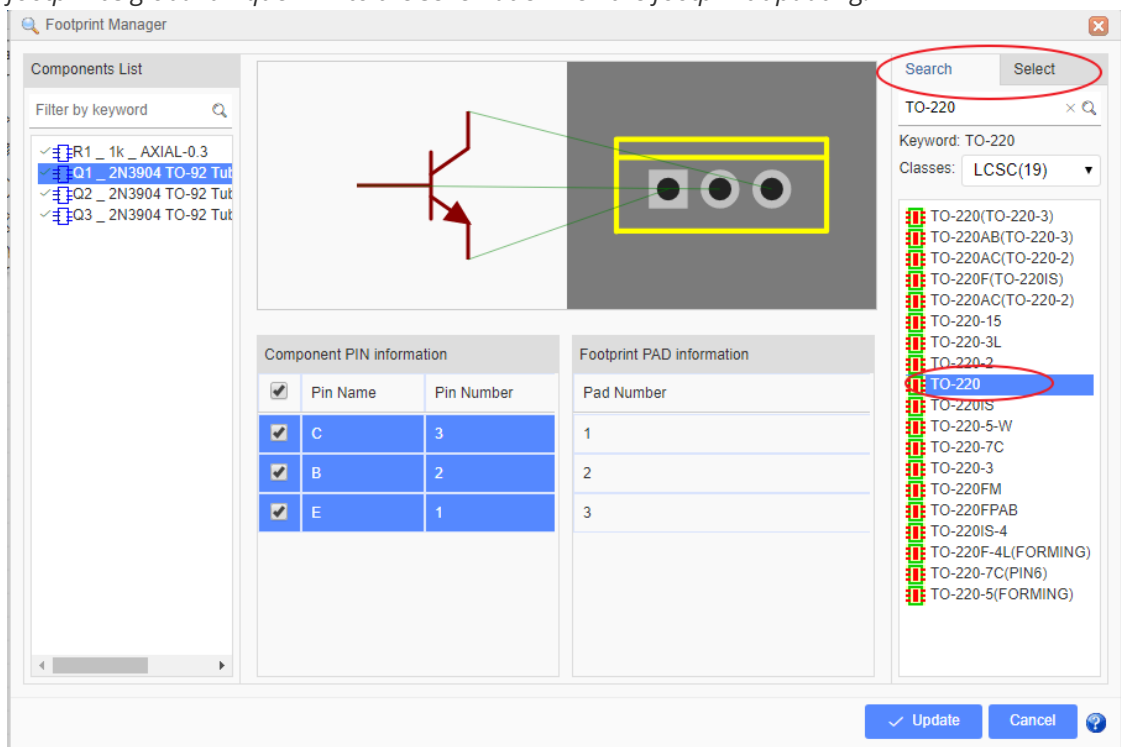 Footprint Manager
Components List
Filter by keyword
R1 _ 1k _ AXIAL-0.3
Q1 _ 2N3904 TO-92 Tub
Q2 _ 2N3904 TO-92 Tub
Q3 _ 2N3904 TO-92 Tub
Component PIN information
Pin Name Pin Number
C 3
B 2
E 1
Footprint PAD information
Pad Number
1
2
3
Search Select
TO-220
Keyword: TO-220
Classes: LCSC(19)
TO-220(TO-220-3)
TO-220AB(TO-220-3)
TO-220AC(TO-220-2)
TO-220F(TO-220IS)
TO-220AC(TO-220-2)
TO-220-15
TO-220-3L
TO-220-2
TO-220
TO-220IS
TO-220-5-W
TO-220-7C
TO-220-3
TO-220FM
TO-220FPAB
TO-220IS-4
TO-220F-4L(FORMING)
TO-220-7C(PIN6)
TO-220-5(FORMING)
Update Cancel ?